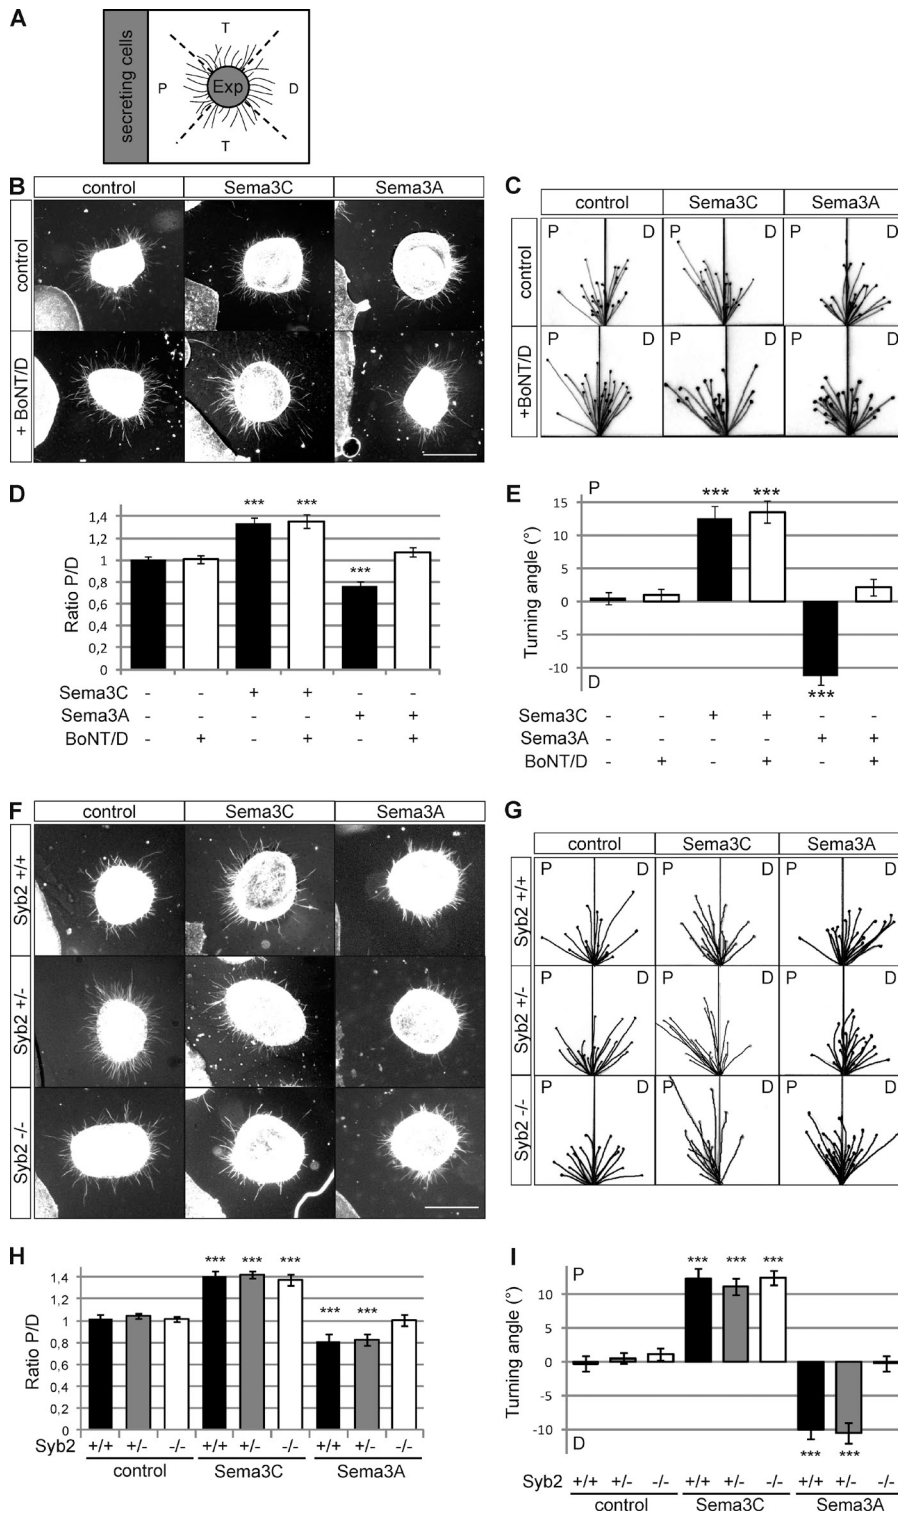 A
secreting cells
T
P
Exp
D
T
B
control
Sema3C
Sema3A
control
+ BoNT/D
C
control
Sema3C
Sema3A
control
P D
P D
P D
+BoNT/D
P D
P D
P D
D
Ratio P/D
1,4
1,2
1
0,8
0,6
0,4
0,2
0
*** *** ***
Sema3C - - + + - -
Sema3A - - - - + +
BoNT/D - + - + - +
E
Turning angle (°)
P
15
10
5
0
-5
-10
D
*** *** ***
Sema3C - - + + - -
Sema3A - - - - + +
BoNT/D - + - + - +
F
control
Sema3C
Sema3A
Syb2 +/+
Syb2 +/-
Syb2 -/-
G
control
Sema3C
Sema3A
Syb2 +/+
P D
P D
P D
Syb2 +/-
P D
P D
P D
Syb2 -/-
P D
P D
P D
H
Ratio P/D
1,4
1,2
1
0,8
0,6
0,4
0,2
0
*** *** *** *** ***
Syb2 +/+ +/- -/- +/+ +/- -/- +/+ +/- -/-
control Sema3C Sema3A
I
Turning angle (°)
P
10
5
0
-5
-10
D
*** *** *** *** ***
Syb2 +/+ +/- -/- +/+ +/- -/- +/+ +/- -/-
control Sema3C Sema3A